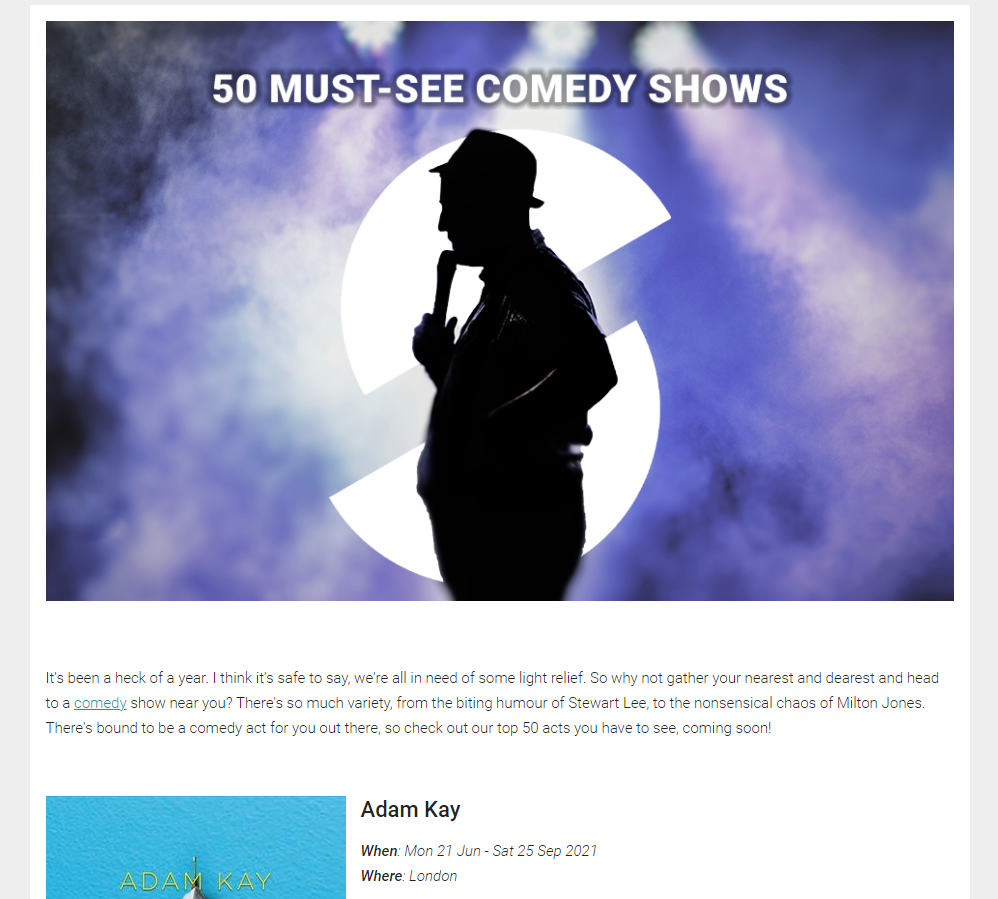 50 MUST-SEE COMEDY SHOWS
It's been a heck of a year. I think it's safe to say, we're all in need of some light relief. So why not gather your nearest and dearest and head
to a comedy show near you? There's so much variety, from the biting humour of Stewart Lee, to the nonsensical chaos of Milton Jones.
There's bound to be a comedy act for you out there, so check out our top 50 acts you have to see, coming soon!
Adam Kay
When: Mon 21 Jun - Sat 25 Sep 2021
Where: London
ADAM KAY